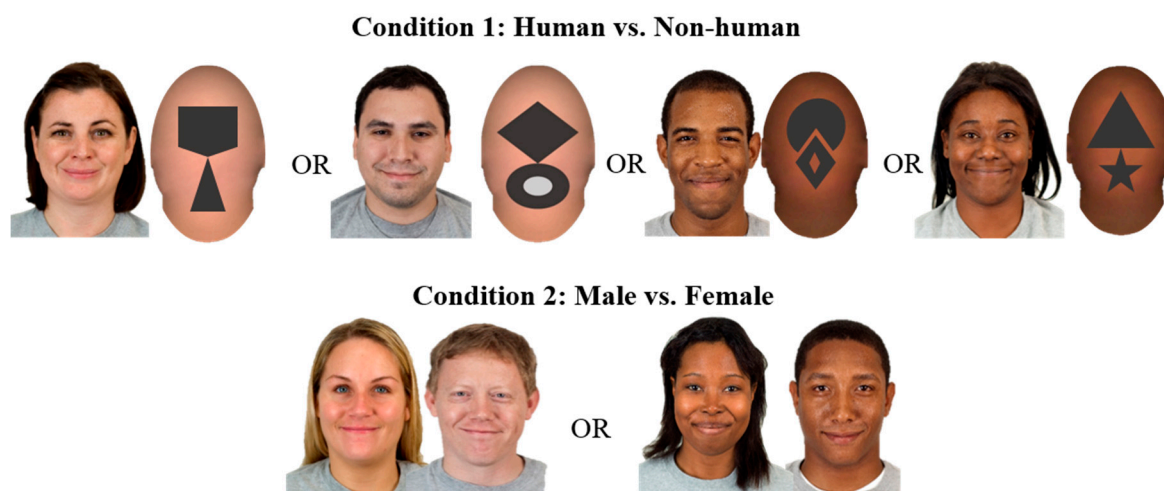 Condition 1: Human vs. Non-human
OR OR OR
Condition 2: Male vs. Female
OR